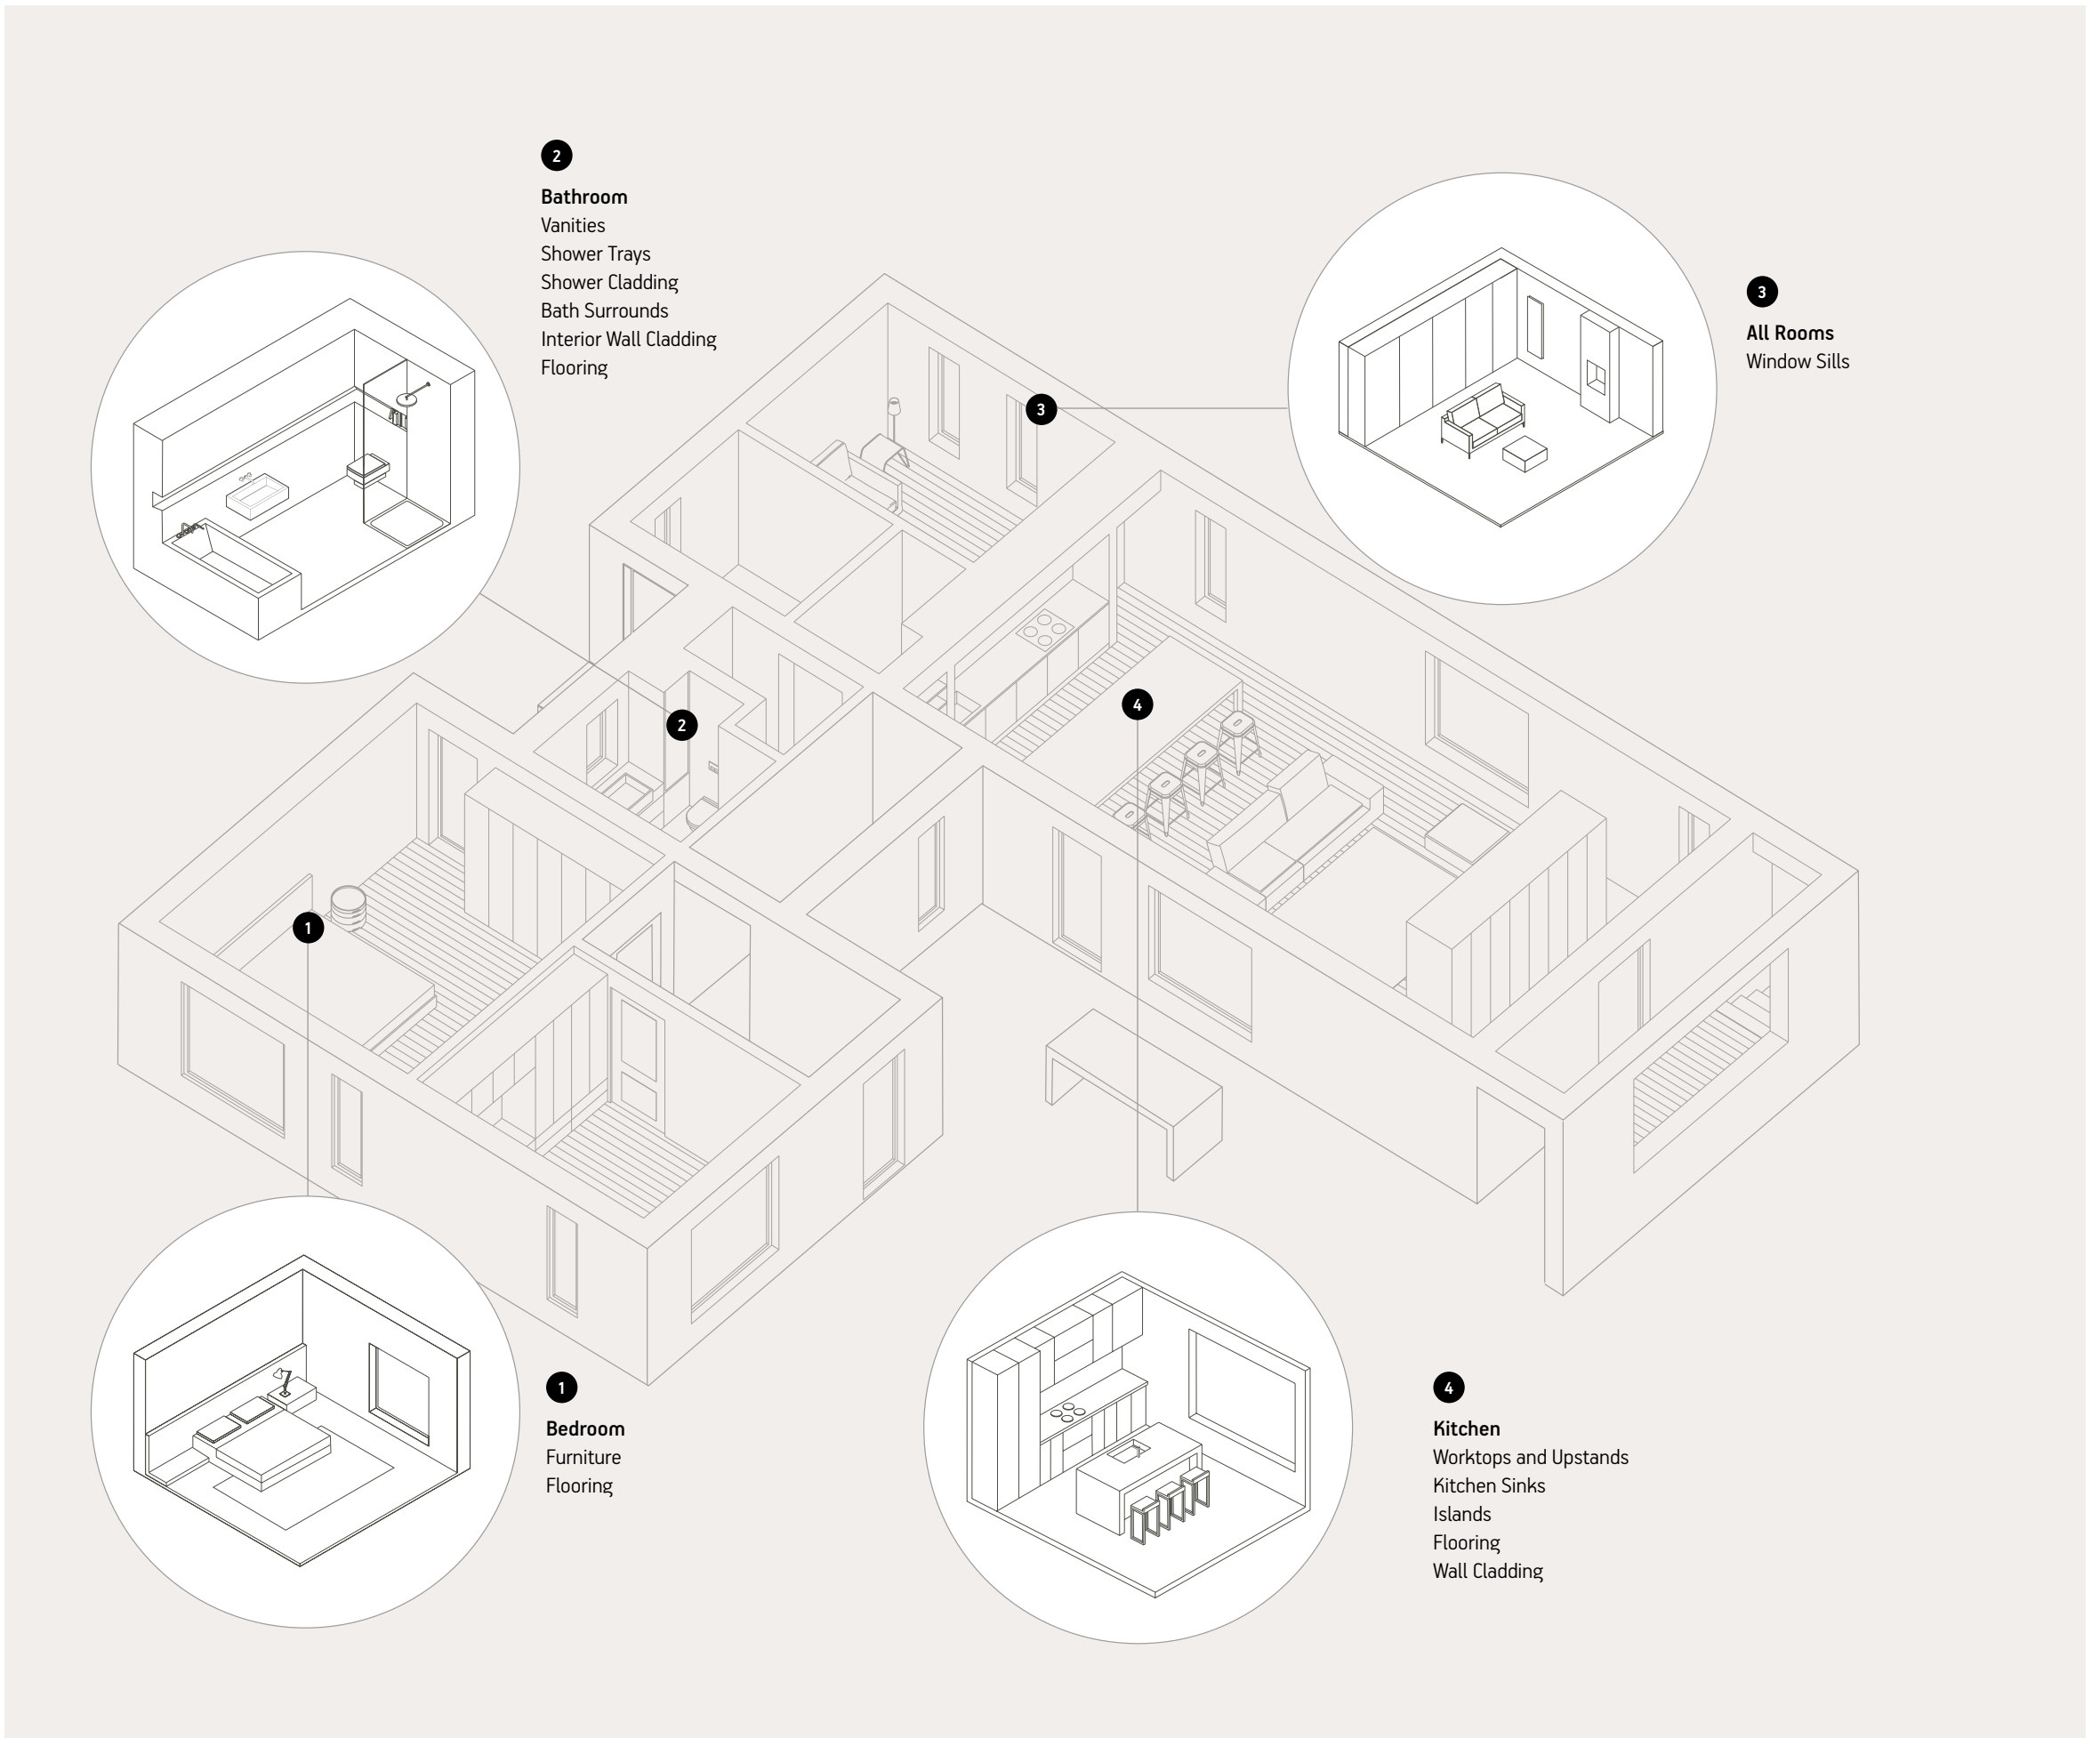 2
Bathroom
Vanities
Shower Trays
Shower Cladding
Bath Surrounds
Interior Wall Cladding
Flooring
3
All Rooms
Window Sills
3
4
2
1
1
Bedroom
Furniture
Flooring
4
Kitchen
Worktops and Upstands
Kitchen Sinks
Islands
Flooring
Wall Cladding